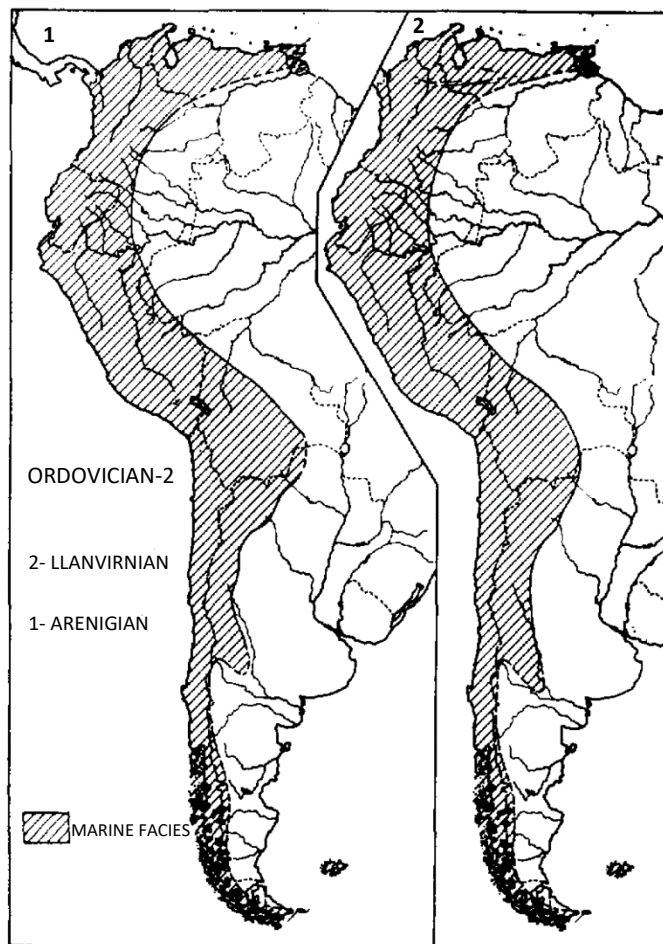 1
2
ORDOVICIAN-2
2- LLANVIRNIAN
1- ARENIGIAN
MARINE FACIES